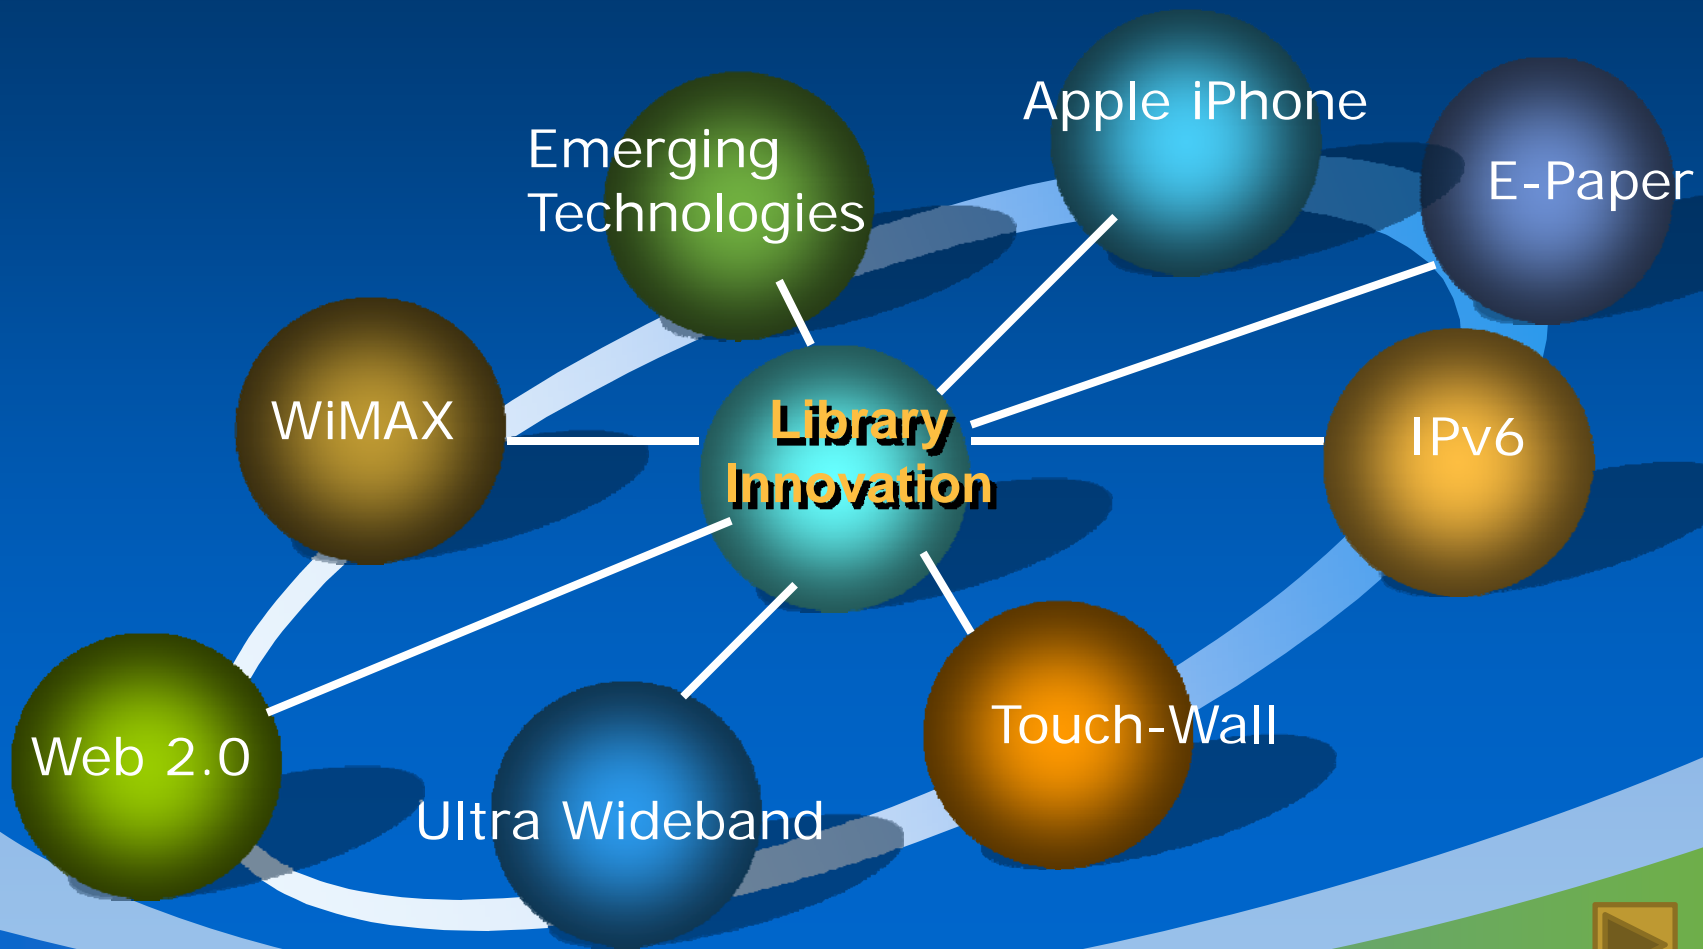 Apple iPhone
Emerging
Technologies
E-Paper
WiMAX
Library
Innovation
IPv6
Web 2.0
Ultra Wideband
Touch-Wall